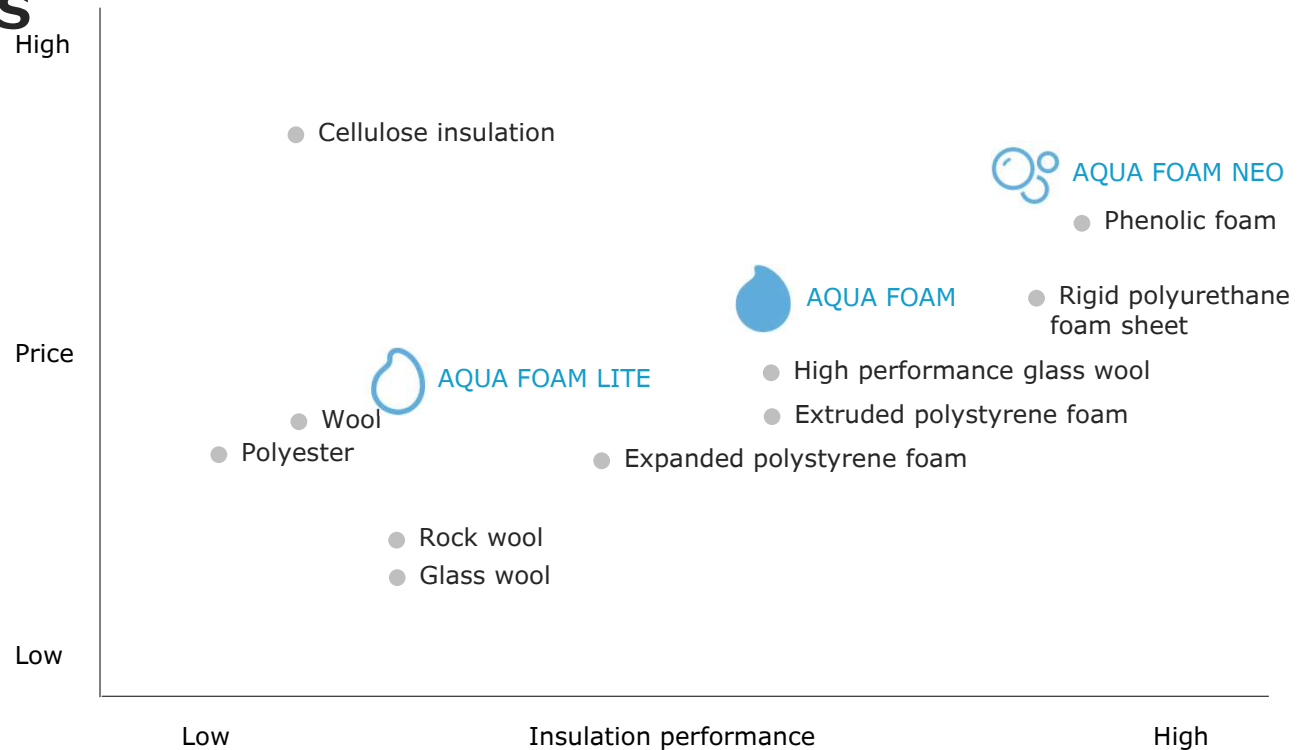 s
High
Cellulose insulation
AQUA FOAM NEO
Phenolic foam
AQUA FOAM
Rigid polyurethane
foam sheet
Price
High performance glass wool
AQUA FOAM LITE
Extruded polystyrene foam
Wool
Polyester
Expanded polystyrene foam
Rock wool
Glass wool
Low
Low
Insulation performance
High